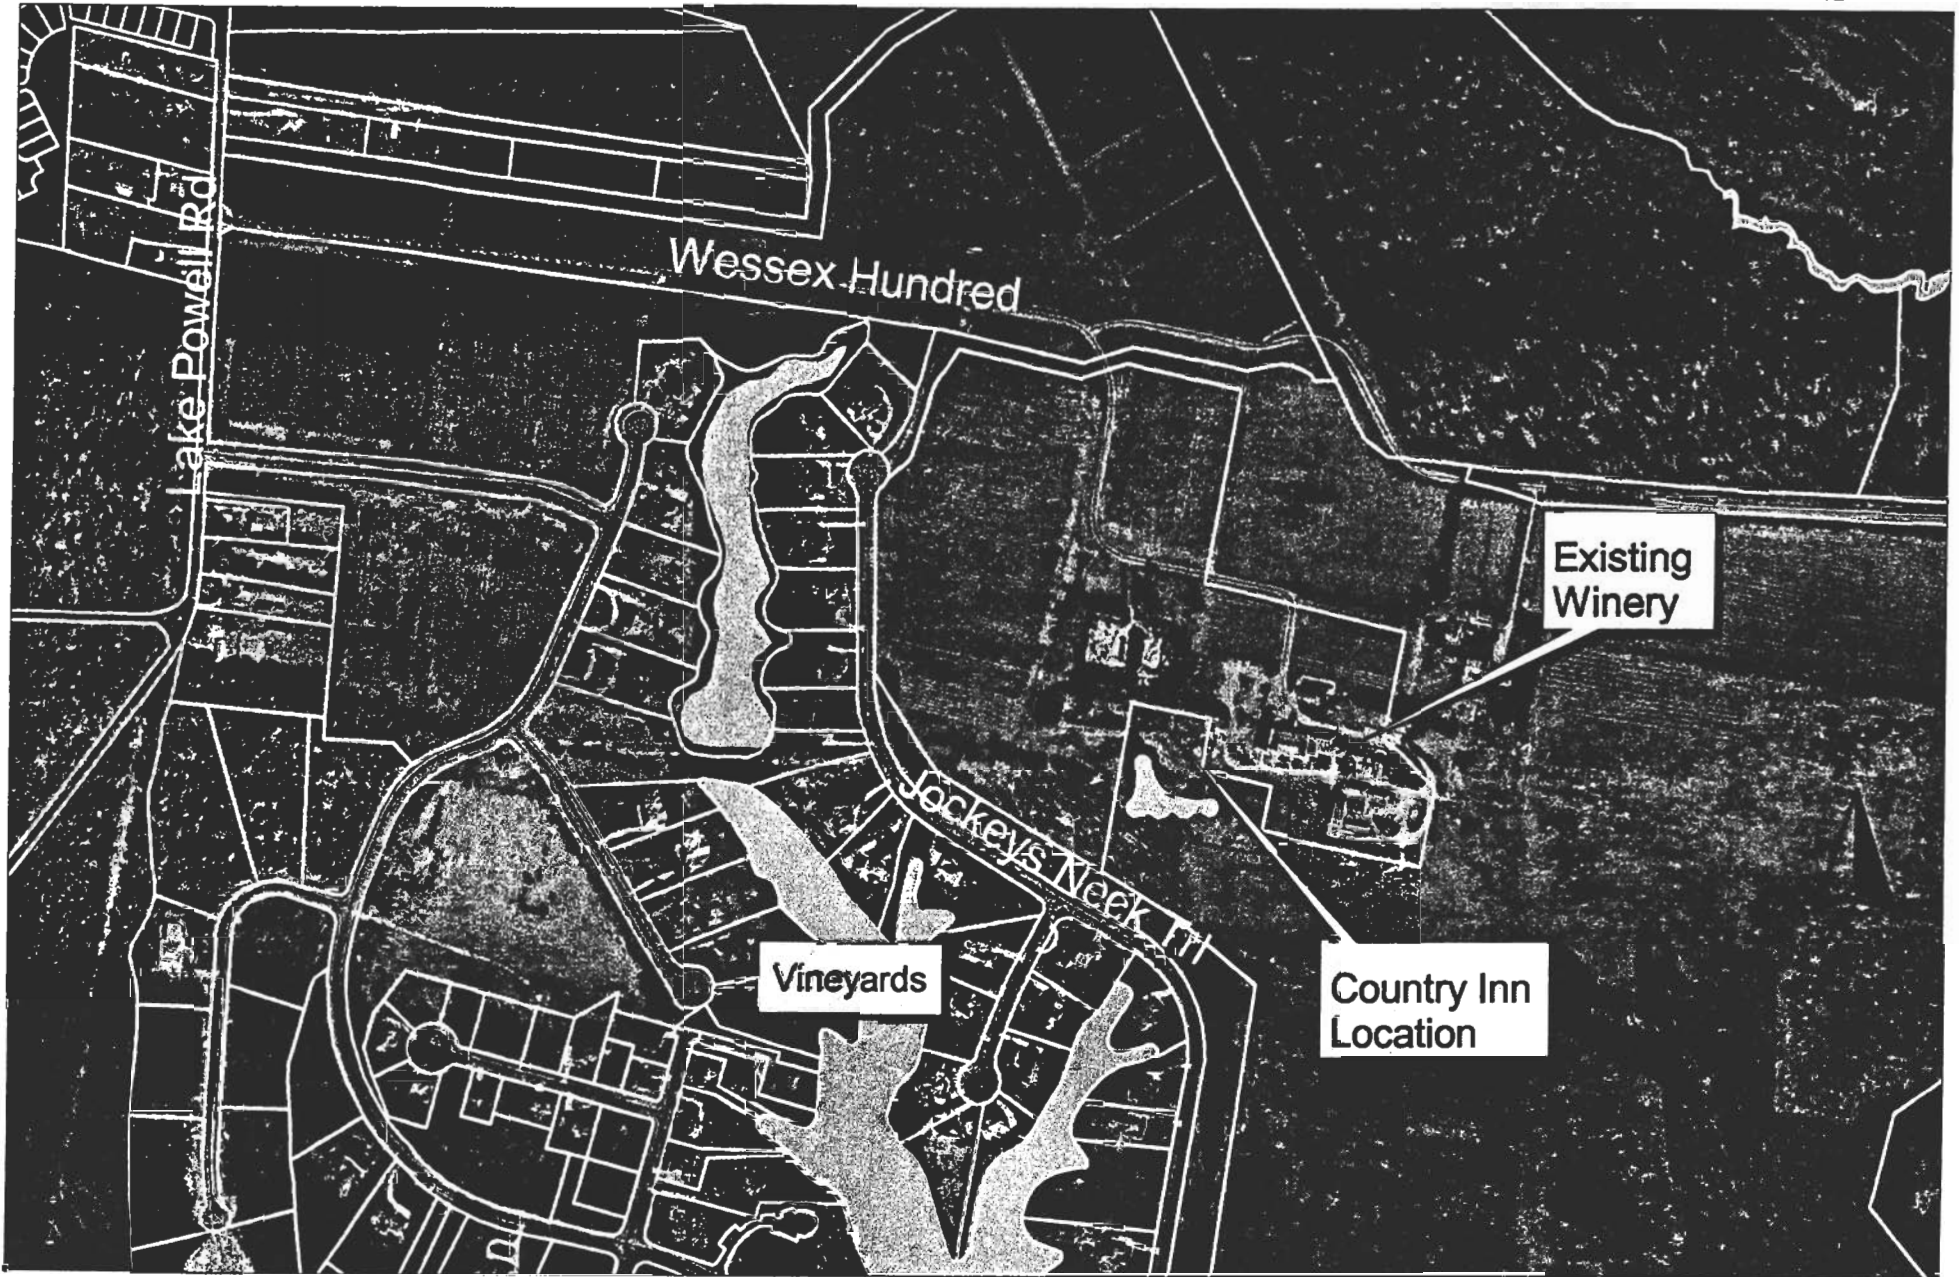 Lake Powell Rd
Wessex Hundred
Existing
Winery
Jockeys Neck Trl
Vineyards
Country Inn
Location